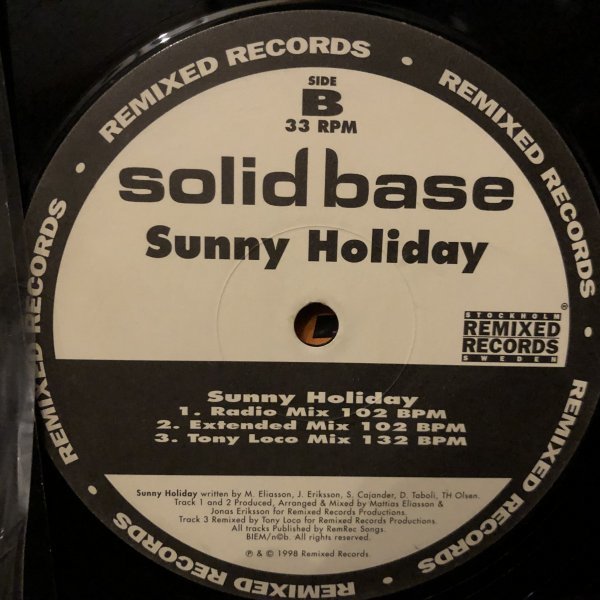 REMIXED RECORDS • REMIXED RECORDS • REMIXED RECORDS • REMIXED RECORDS • REMIXED RECORDS •
SIDE
B
33 RPM
solid base
Sunny Holiday
®
STOCKHOLM
REMIXED
RECORDS
SWEDEN
Sunny Holiday
1. Radio Mix 102 BPM
2. Extended Mix 102 BPM
3. Tony Loco Mix 132 BPM
Sunny Holiday written by M. Eliasson, J. Eriksson, S. Cajander, D. Taboli, TH Olsen.
Track 1 and 2 Produced, Arranged & Mixed by Mattias Eliasson &
Jonas Eriksson for Remixed Records Productions.
Track 3 Remixed by Tony Loco for Remixed Records Productions.
All tracks Published by RemRec Songs.
BIEM/n©b. All rights reserved.
℗ & © 1998 Remixed Records.